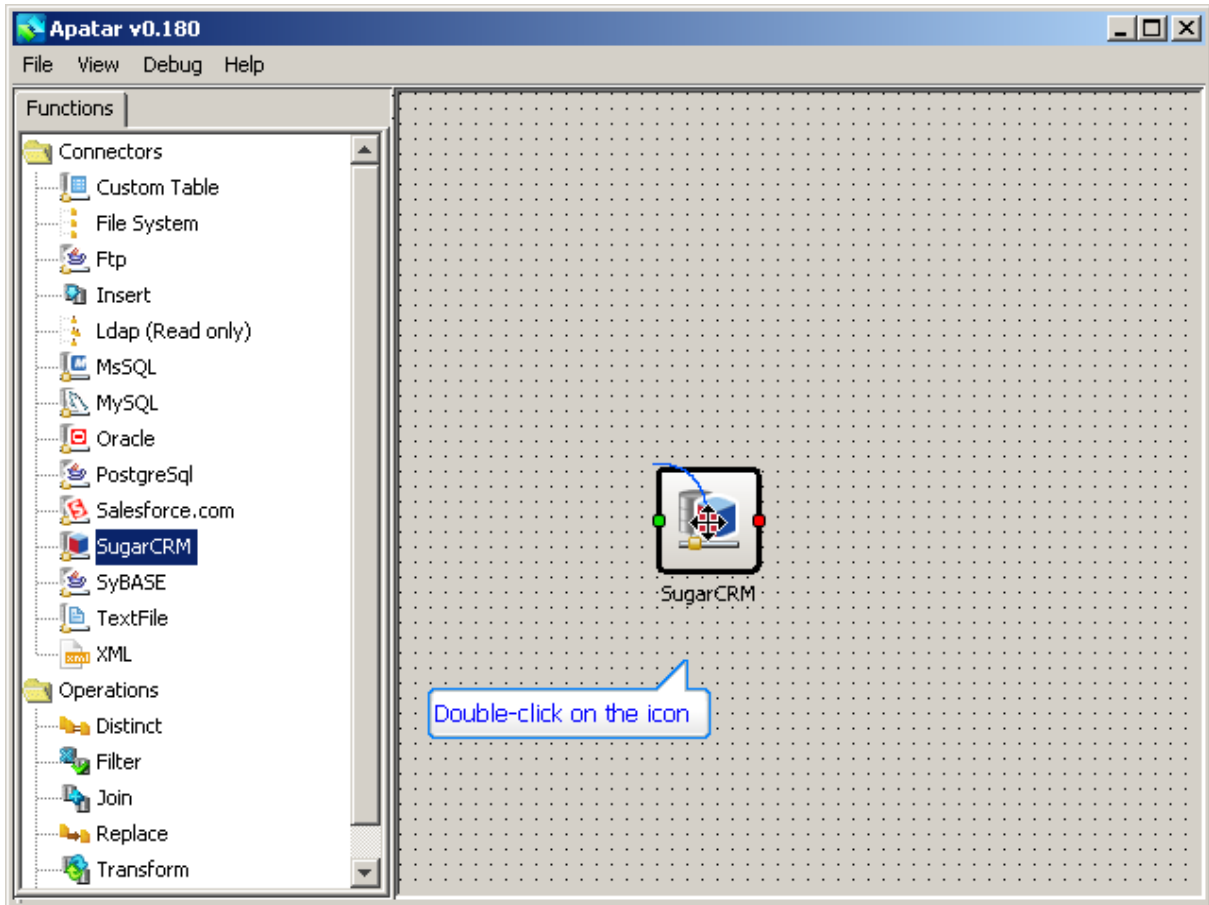 Apatar v0.180
File View Debug Help
Functions
Connectors
Custom Table
File System
Ftp
Insert
Ldap (Read only)
MsSQL
MySQL
Oracle
PostgreSql
Salesforce.com
SugarCRM
SyBASE
TextFile
XML
Operations
Distinct
Filter
Join
Replace
Transform
SugarCRM
Double-click on the icon